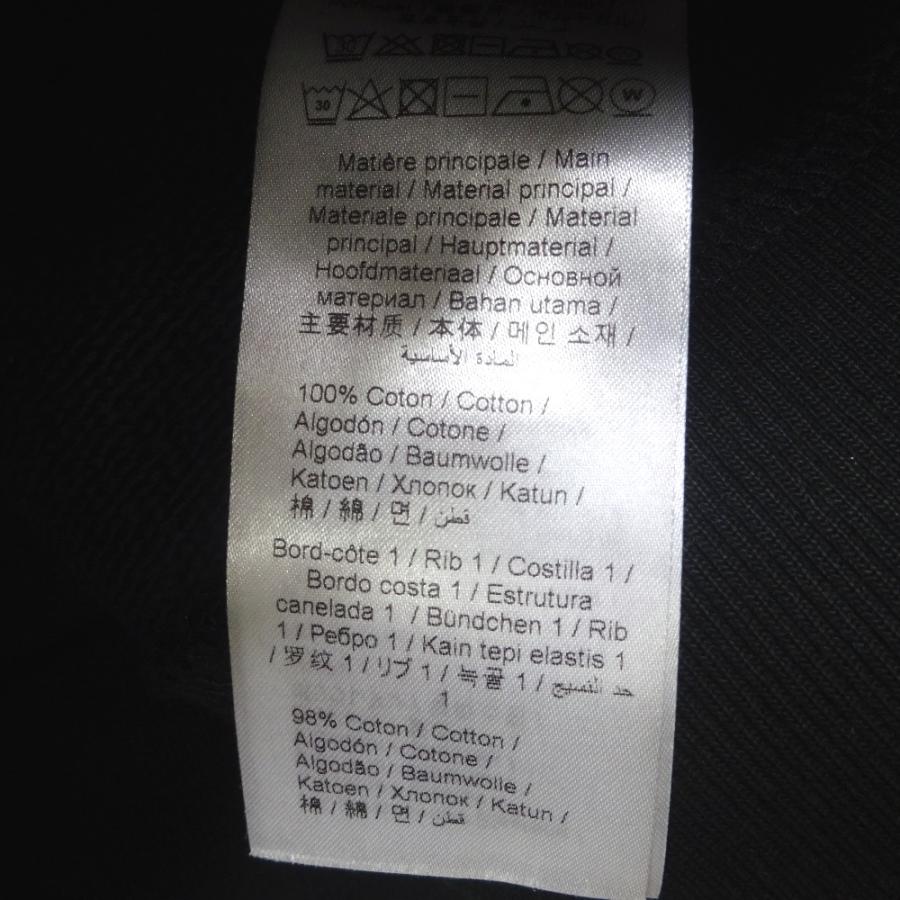 30
30 W
Matière principale / Main
material / Material principal /
Materiale principale / Material
principal / Hauptmaterial /
Hoofdmateriaal / Основной
материал / Bahan utama /
主要材质 / 本体 / 메인 소재 /
المادة الأساسية
100% Coton / Cotton /
Algodón / Cotone /
Algodão / Baumwolle /
Katoen / Хлопок / Katun /
棉 / 綿 / 면 / قطن
Bord-côte 1 / Rib 1 / Costilla 1 /
Bordo costa 1 / Estrutura
canelada 1 / Bündchen 1 / Rib
1 / Ребро 1 / Kain tepi elastis 1
/ 罗纹 1 / リブ 1 / 늑골 1 / حد النسيج
1
98% Coton / Cotton /
Algodón / Cotone /
Algodão / Baumwolle /
Katoen / Хлопок / Katun /
棉 / 綿 / 면 / قطن